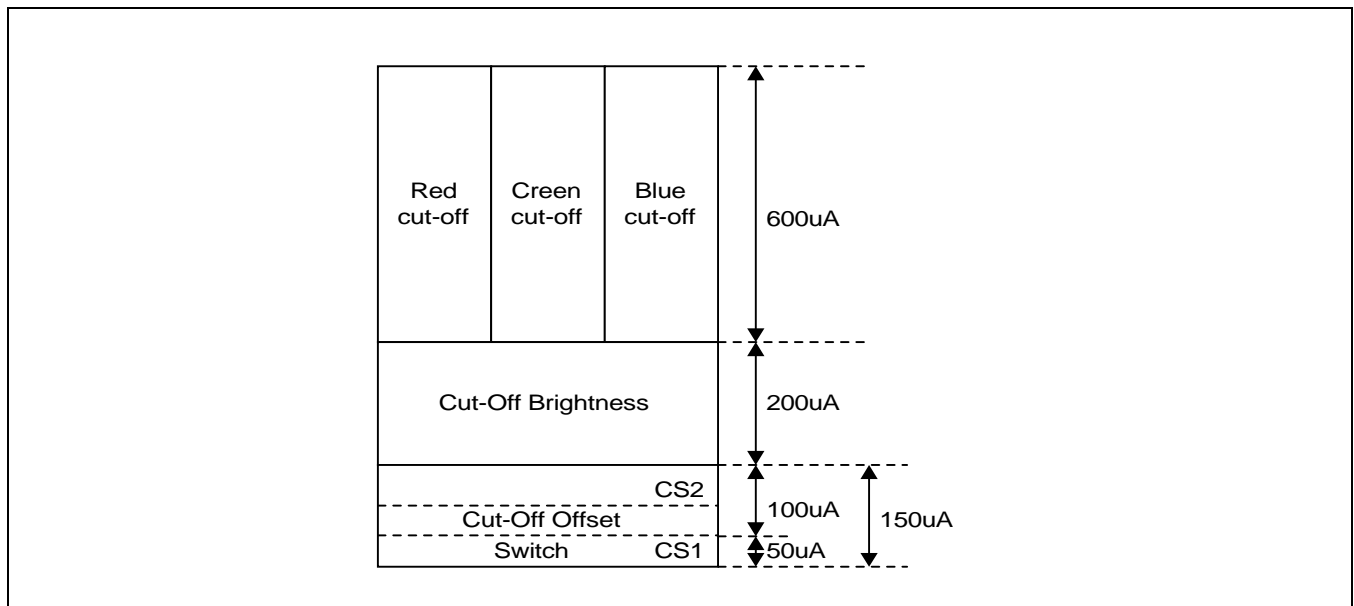 Red
cut-off
Creen
cut-off
Blue
cut-off
600uA
Cut-Off Brightness
200uA
CS2
100uA
150uA
Cut-Off Offset
Switch
CS1
50uA